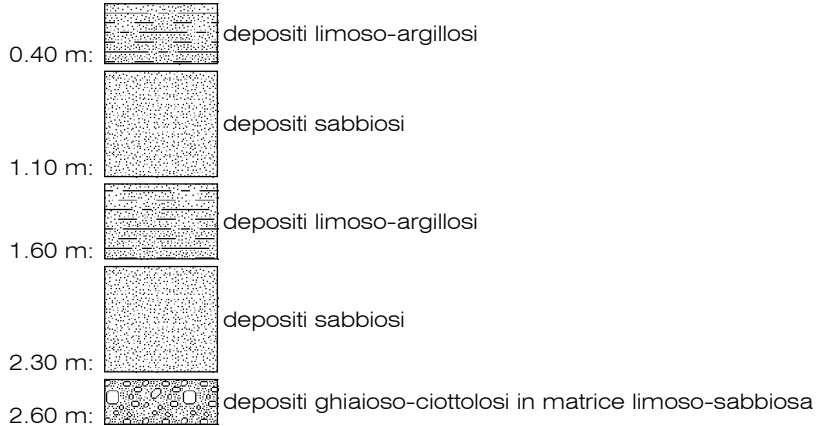 depositi limoso-argillosi
0.40 m:
depositi sabbiosi
1.10 m:
depositi limoso-argillosi
1.60 m:
depositi sabbiosi
2.30 m:
depositi ghiaioso-ciottolosi in matrice limoso-sabbiosa
2.60 m: